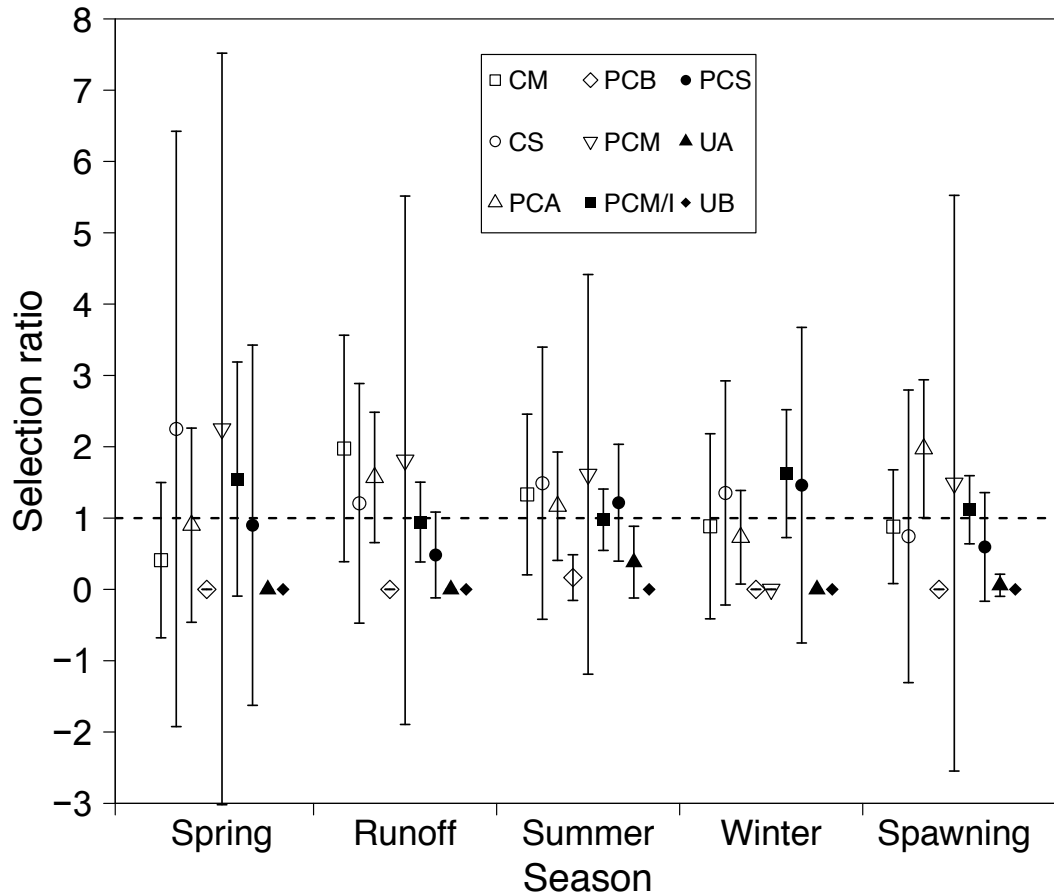 8
7
6
5
4
3
2
1
0
−1
−2
−3
Selection ratio
CM PCB PCS
CS PCM UA
PCA PCM/I UB
Spring Runoff Summer Winter Spawning
Season